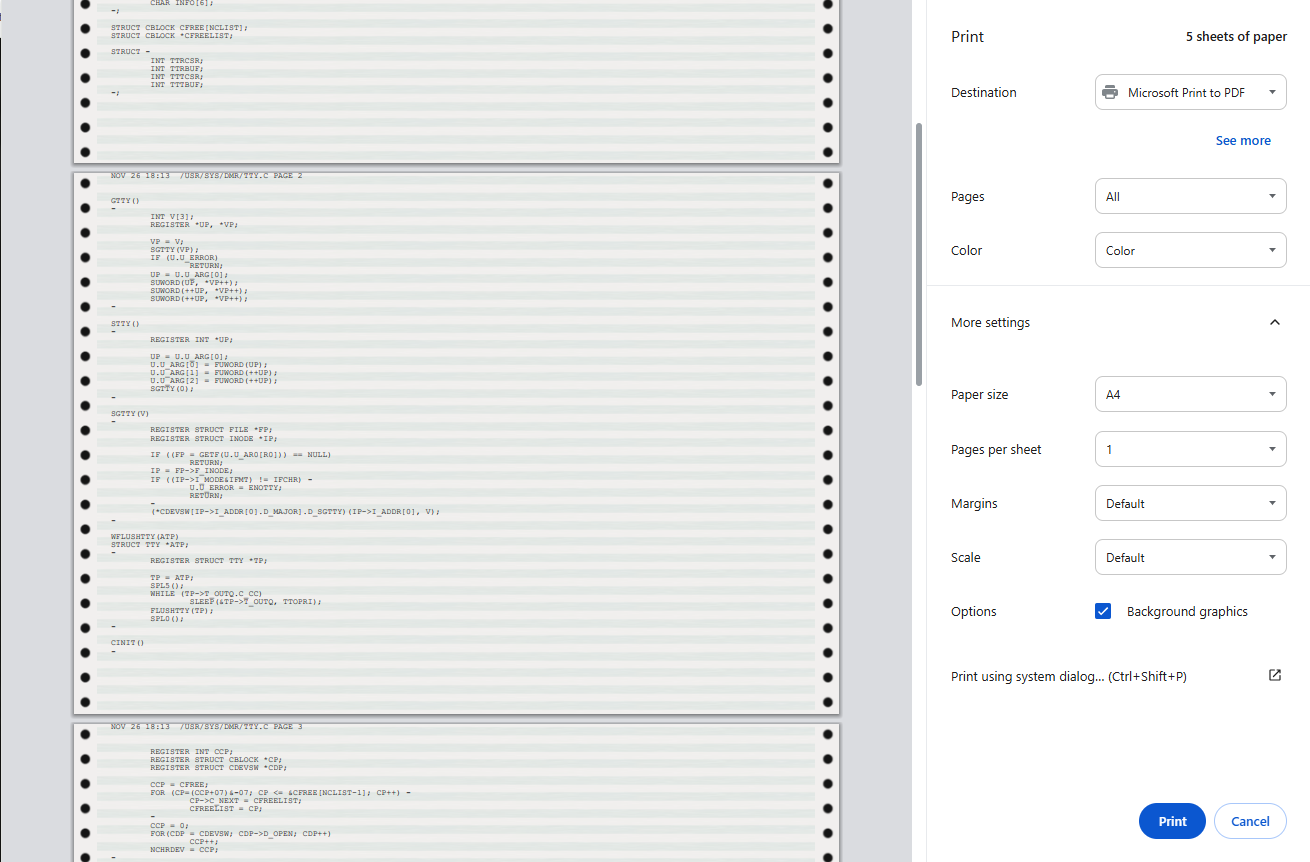 CHAR INFO[6];
~;
STRUCT CBLOCK CFREE[NCLIST];
STRUCT CBLOCK *CFREELIST;
STRUCT ~
INT TTRCSR;
INT TTRBUF;
INT TTTCSR;
INT TTTBUF;
~;
NOV 26 18:13  /USR/SYS/DMR/TTY.C PAGE 2
GTTY()
~
INT V[3];
REGISTER *UP, *VP;
VP = V;
SGTTY(VP);
IF (U.U_ERROR)
RETURN;
UP = U.U_ARG[0];
SUWORD(UP, *VP++);
SUWORD(++UP, *VP++);
SUWORD(++UP, *VP++);
~
STTY()
~
REGISTER INT *UP;
UP = U.U_ARG[0];
U.U_ARG[0] = FUWORD(UP);
U.U_ARG[1] = FUWORD(++UP);
U.U_ARG[2] = FUWORD(++UP);
SGTTY(0);
~
SGTTY(V)
~
REGISTER STRUCT FILE *FP;
REGISTER STRUCT INODE *IP;
IF ((FP = GETF(U.U_AR0[R0])) == NULL)
RETURN;
IP = FP->F_INODE;
IF ((IP->I_MODE&IFMT) != IFCHR) ~
U.U_ERROR = ENOTTY;
RETURN;
~
(*CDEVSW[IP->I_ADDR[0].D_MAJOR].D_SGTTY)(IP->I_ADDR[0], V);
~
WFLUSHTTY(ATP)
STRUCT TTY *ATP;
~
REGISTER STRUCT TTY *TP;
TP = ATP;
SPL5();
WHILE (TP->T_OUTQ.C_CC)
SLEEP(&TP->T_OUTQ, TTOPRI);
FLUSHTTY(TP);
SPL0();
~
CINIT()
~
NOV 26 18:13  /USR/SYS/DMR/TTY.C PAGE 3
REGISTER INT CCP;
REGISTER STRUCT CBLOCK *CP;
REGISTER STRUCT CDEVSW *CDP;
CCP = CFREE;
FOR (CP=(CCP+07)&~07; CP <= &CFREE[NCLIST-1]; CP++) ~
CP->C_NEXT = CFREELIST;
CFREELIST = CP;
~
CCP = 0;
FOR(CDP = CDEVSW; CDP->D_OPEN; CDP++)
CCP++;
NCHRDEV = CCP;
~
Print
5 sheets of paper
Destination
Microsoft Print to PDF
See more
Pages
All
Color
Color
More settings
Paper size
A4
Pages per sheet
1
Margins
Default
Scale
Default
Options
Background graphics
Print using system dialog... (Ctrl+Shift+P)
Print
Cancel